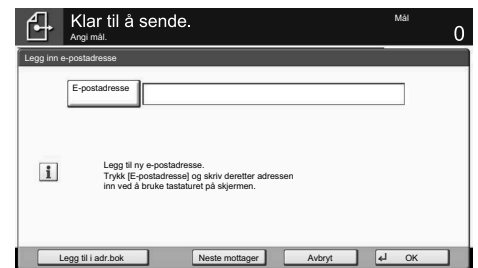 Klar til å sende.
Angi mål.
Mål
0
Legg inn e-postadresse
E-postadresse
Legg til ny e-postadresse.
Trykk [E-postadresse] og skriv deretter adressen
inn ved å bruke tastaturet på skjermen.
Legg til i adr.bok
Neste mottager
Avbryt
OK